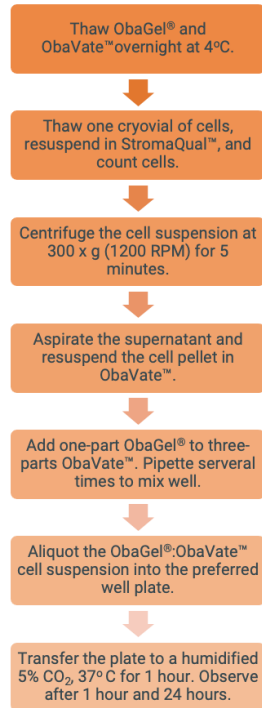 Thaw ObaGel® and
ObaVate™overnight at 4ºC.
Thaw one cryovial of cells,
resuspend in StromaQual™, and
count cells.
Centrifuge the cell suspension at
300 x g (1200 RPM) for 5
minutes.
Aspirate the supernatant and
resuspend the cell pellet in
ObaVate™.
Add one-part ObaGel® to three-
parts ObaVate™. Pipette serveral
times to mix well.
Aliquot the ObaGel®:ObaVate™
cell suspension into the preferred
well plate.
Transfer the plate to a humidified
5% CO₂, 37º C for 1 hour. Observe
after 1 hour and 24 hours.